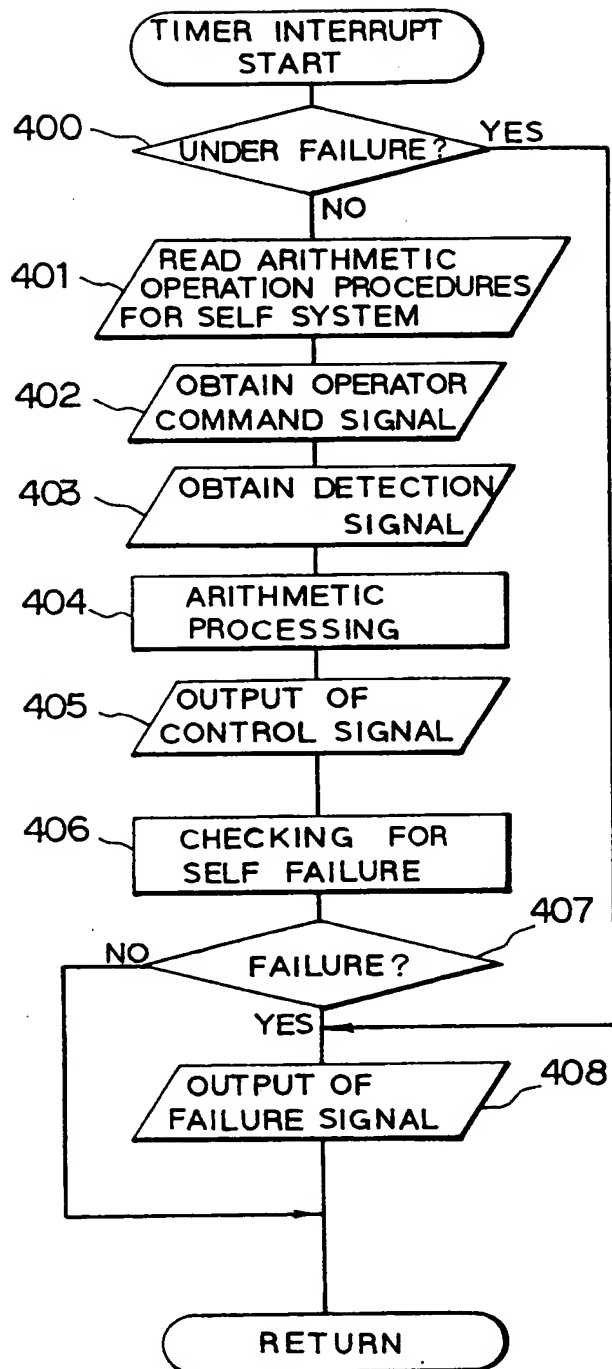 TIMER INTERRUPT
START
400
UNDER FAILURE?
YES
NO
401
READ ARITHMETIC
OPERATION PROCEDURES
FOR SELF SYSTEM
402
OBTAIN OPERATOR
COMMAND SIGNAL
403
OBTAIN DETECTION
SIGNAL
404
ARITHMETIC
PROCESSING
405
OUTPUT OF
CONTROL SIGNAL
406
CHECKING FOR
SELF FAILURE
407
NO
FAILURE?
YES
OUTPUT OF
FAILURE SIGNAL
408
RETURN